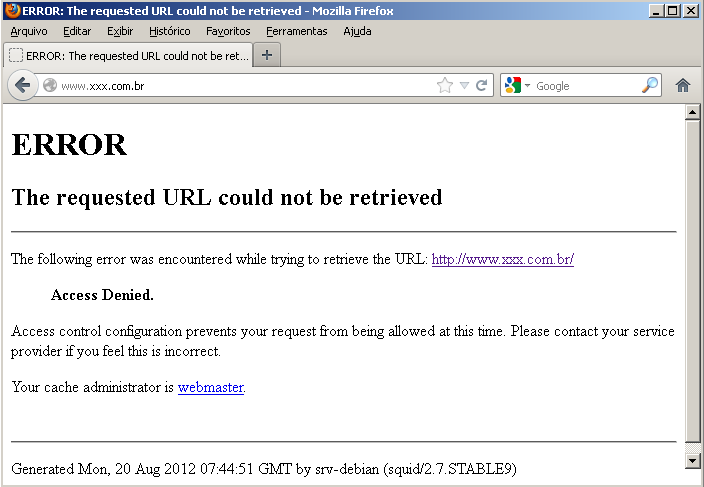 ERROR: The requested URL could not be retrieved - Mozilla Firefox
Arquivo Editar Exibir Histórico Favoritos Ferramentas Ajuda
ERROR: The requested URL could not be ret...
www.xxx.com.br Google
ERROR
The requested URL could not be retrieved
The following error was encountered while trying to retrieve the URL: http://www.xxx.com.br/
Access Denied.
Access control configuration prevents your request from being allowed at this time. Please contact your service
provider if you feel this is incorrect.
Your cache administrator is webmaster.
Generated Mon, 20 Aug 2012 07:44:51 GMT by srv-debian (squid/2.7.STABLE9)